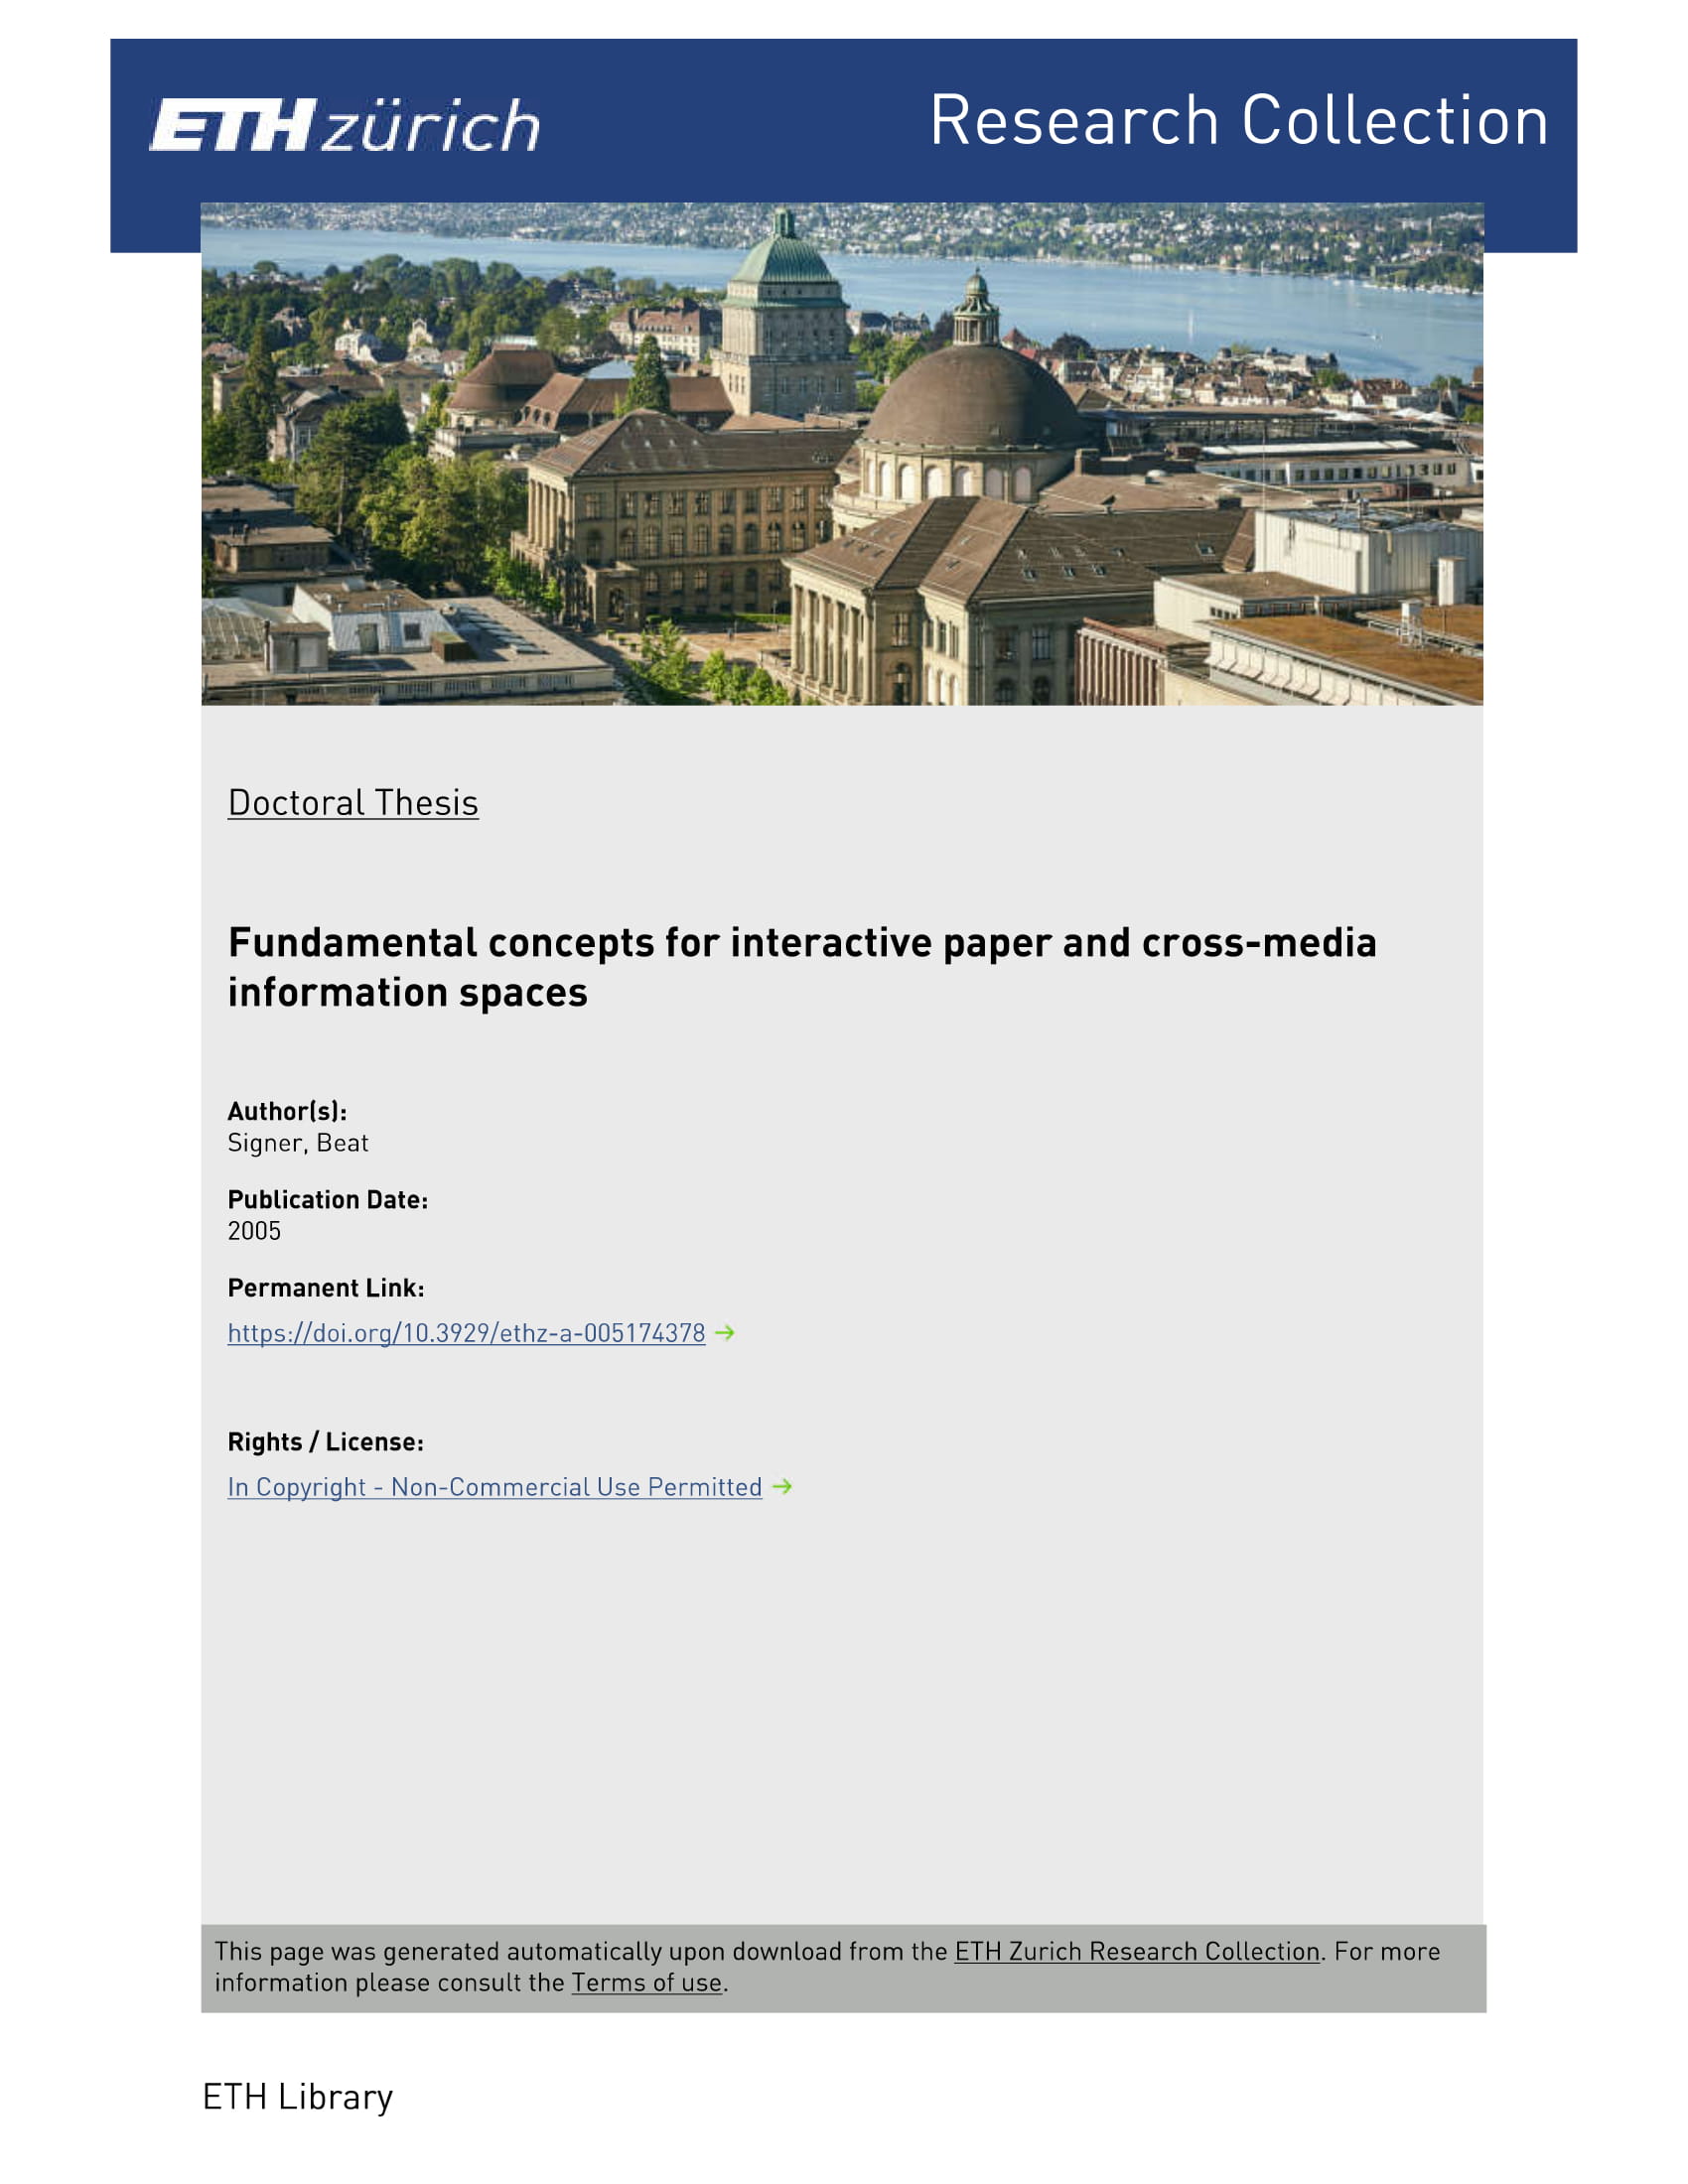 ETH zürich
Research Collection
Doctoral Thesis
Fundamental concepts for interactive paper and cross-media
information spaces
Author(s):
Signer, Beat
Publication Date:
2005
Permanent Link:
https://doi.org/10.3929/ethz-a-005174378 →
Rights / License:
In Copyright - Non-Commercial Use Permitted →
This page was generated automatically upon download from the ETH Zurich Research Collection. For more
information please consult the Terms of use.
ETH Library